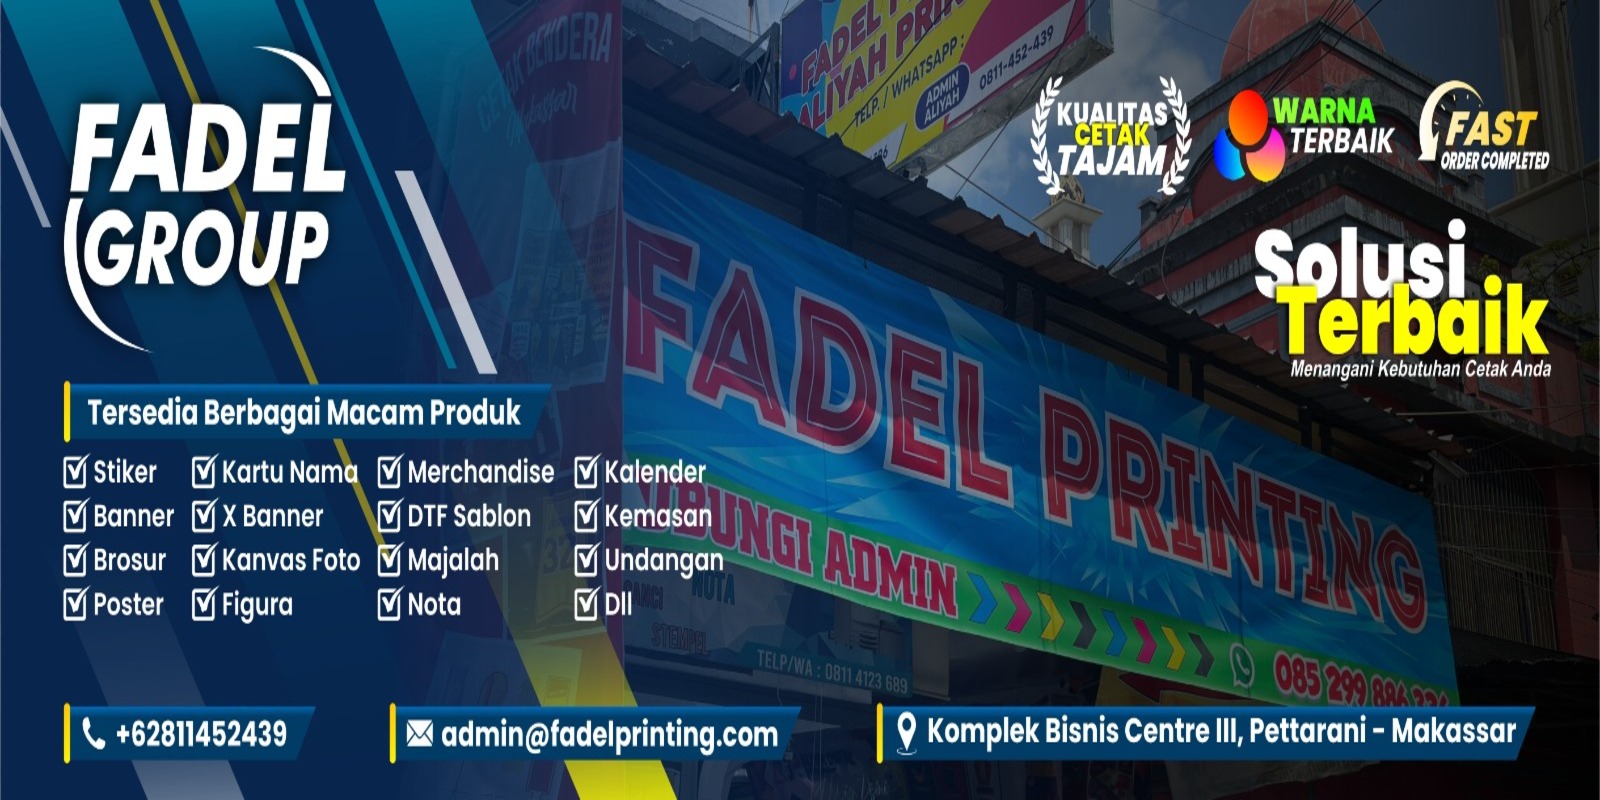 FADEL
GROUP
CETAK BENDERA
FADEL
ALIYAH PRIN
TELP. / WHATSAPP :
ADMIN
ALIYAH
0811-452-439
KUALITAS
CETAK
TAJAM
WARNA
TERBAIK
FAST
ORDER COMPLETED
Solusi
Terbaik
Menangani Kebutuhan Cetak Anda
FADEL PRINTING
UBUNGI ADMIN
085 299 886
Tersedia Berbagai Macam Produk
Stiker Kartu Nama Merchandise Kalender
Banner X Banner DTF Sablon Kemasan
Brosur Kanvas Foto Majalah Undangan
Poster Figura Nota Dll
NOTA
STEMPEL
TELP/WA : 0811 4123 689
+62811452439
admin@fadelprinting.com
Komplek Bisnis Centre III, Pettarani - Makassar